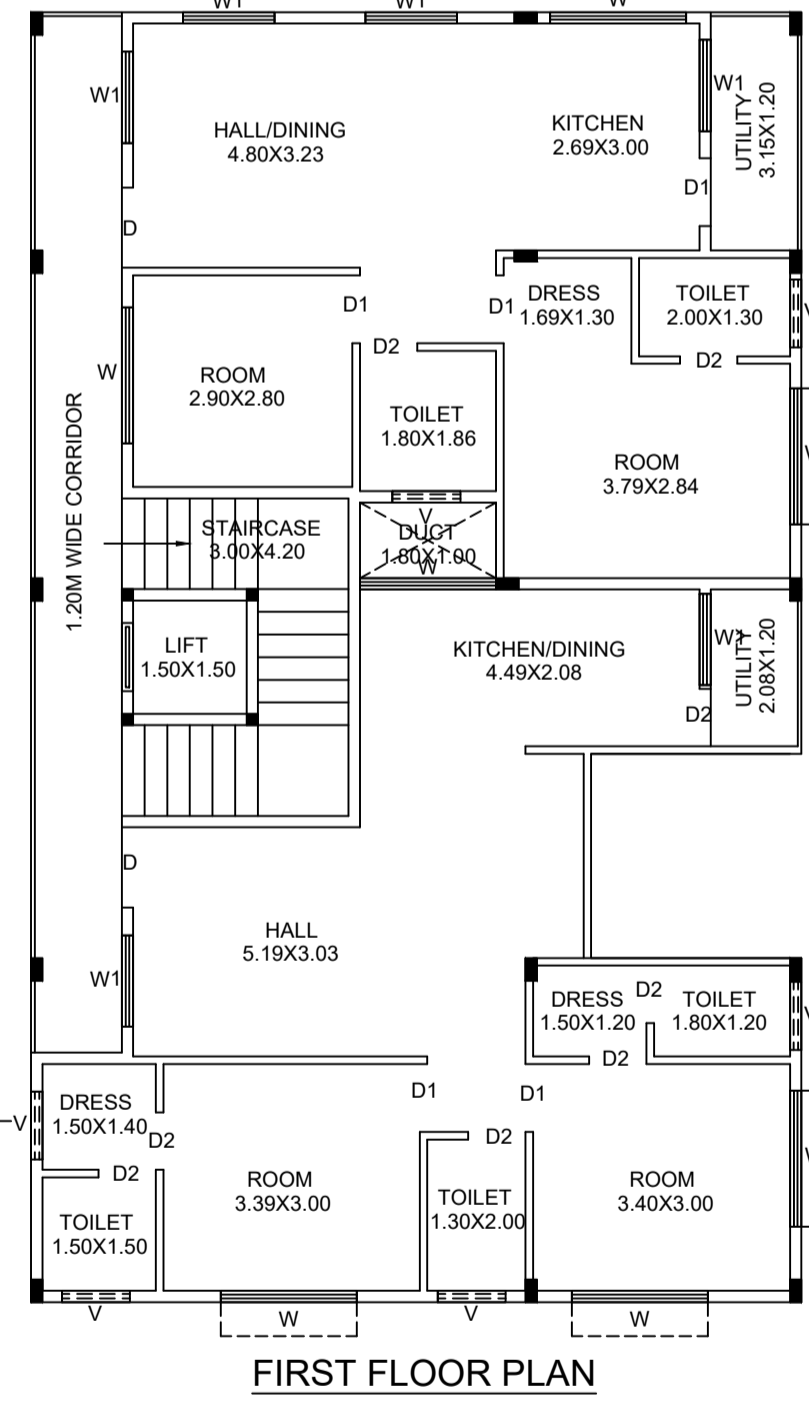 W1
W1
W
W1
HALL/DINING
4.80X3.23
KITCHEN
2.69X3.00
W1
UTILITY
3.15X1.20
D1
D
D1
D1
DRESS
1.69X1.30
TOILET
2.00X1.30
D2
D2
W
ROOM
2.90X2.80
TOILET
1.80X1.86
ROOM
3.79X2.84
1.20M WIDE CORRIDOR
STAIRCASE
3.00X4.20
V
DUCT
1.80X1.00
W
LIFT
1.50X1.50
KITCHEN/DINING
4.49X2.08
UTILITY
2.08X1.20
D2
D
HALL
5.19X3.03
W1
DRESS
1.50X1.20
D2
TOILET
1.80X1.20
D2
D1
D1
V
DRESS
1.50X1.40
D2
D2
D2
ROOM
3.39X3.00
TOILET
1.30X2.00
ROOM
3.40X3.00
TOILET
1.50X1.50
V
W
V
W
FIRST FLOOR PLAN